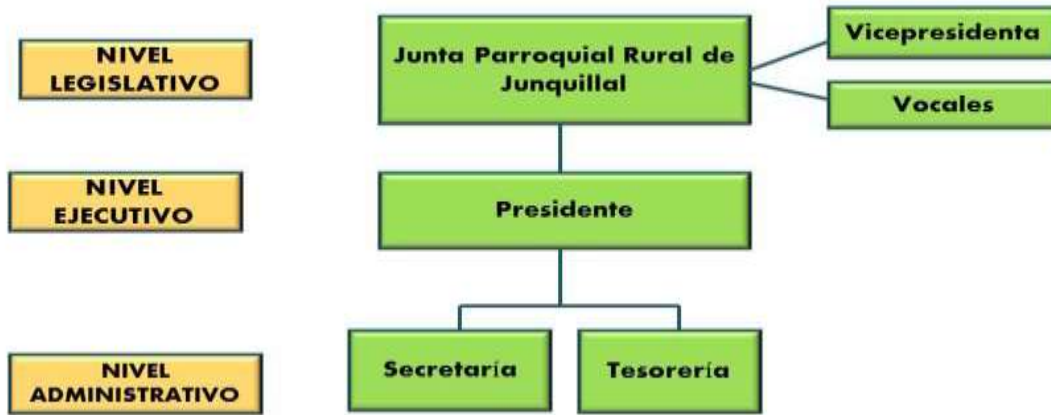 NIVEL
LEGISLATIVO
Junta Parroquial Rural de
Junquillal
Vicepresidenta
Vocales
NIVEL
EJECUTIVO
Presidente
NIVEL
ADMINISTRATIVO
Secretaría
Tesorería